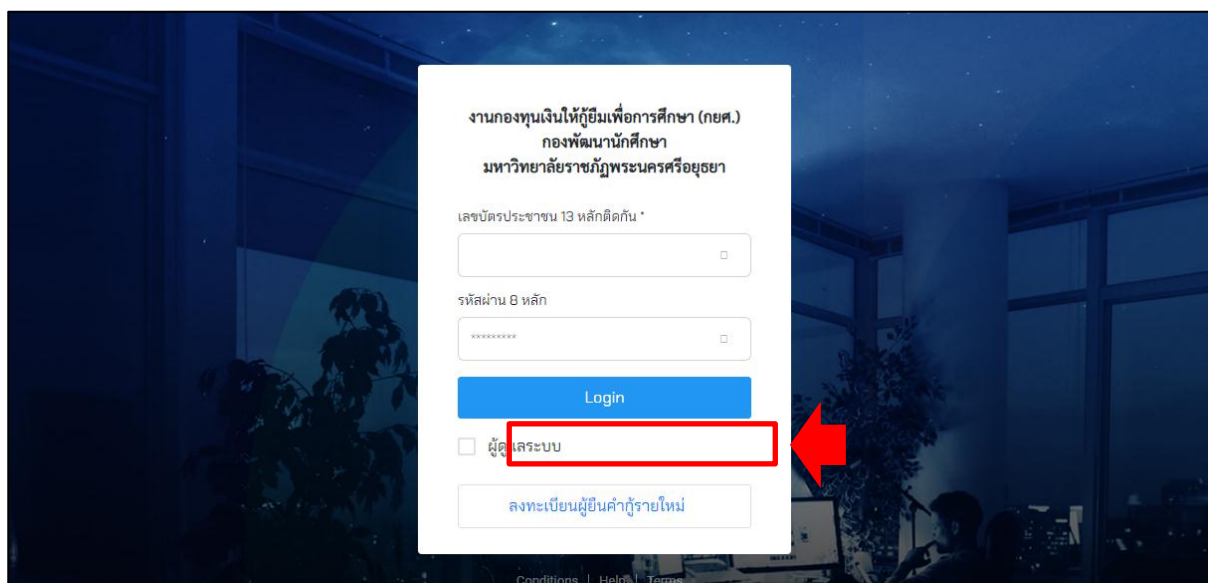 งานกองทุนเงินให้กู้ยืมเพื่อการศึกษา (กยศ.)
กองพัฒนานักศึกษา
มหาวิทยาลัยราชภัฏพระนครศรีอยุธยา
เลขบัตรประชาชน 13 หลักติดกัน *
รหัสผ่าน 8 หลัก
*********
Login
ผู้ดูแลระบบ
ลงทะเบียนผู้ยืนคำกู้รายใหม่
Conditions | Help | Terms